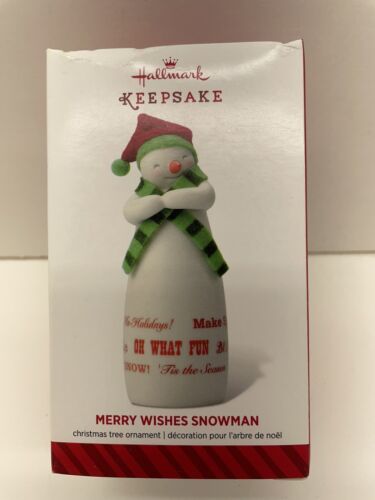 Hallmark
KEEPSAKE
Holidays! Make
OH WHAT FUN
SNOW! 'Tis the Season
MERRY WISHES SNOWMAN
christmas tree ornament | décoration pour l'arbre de noël